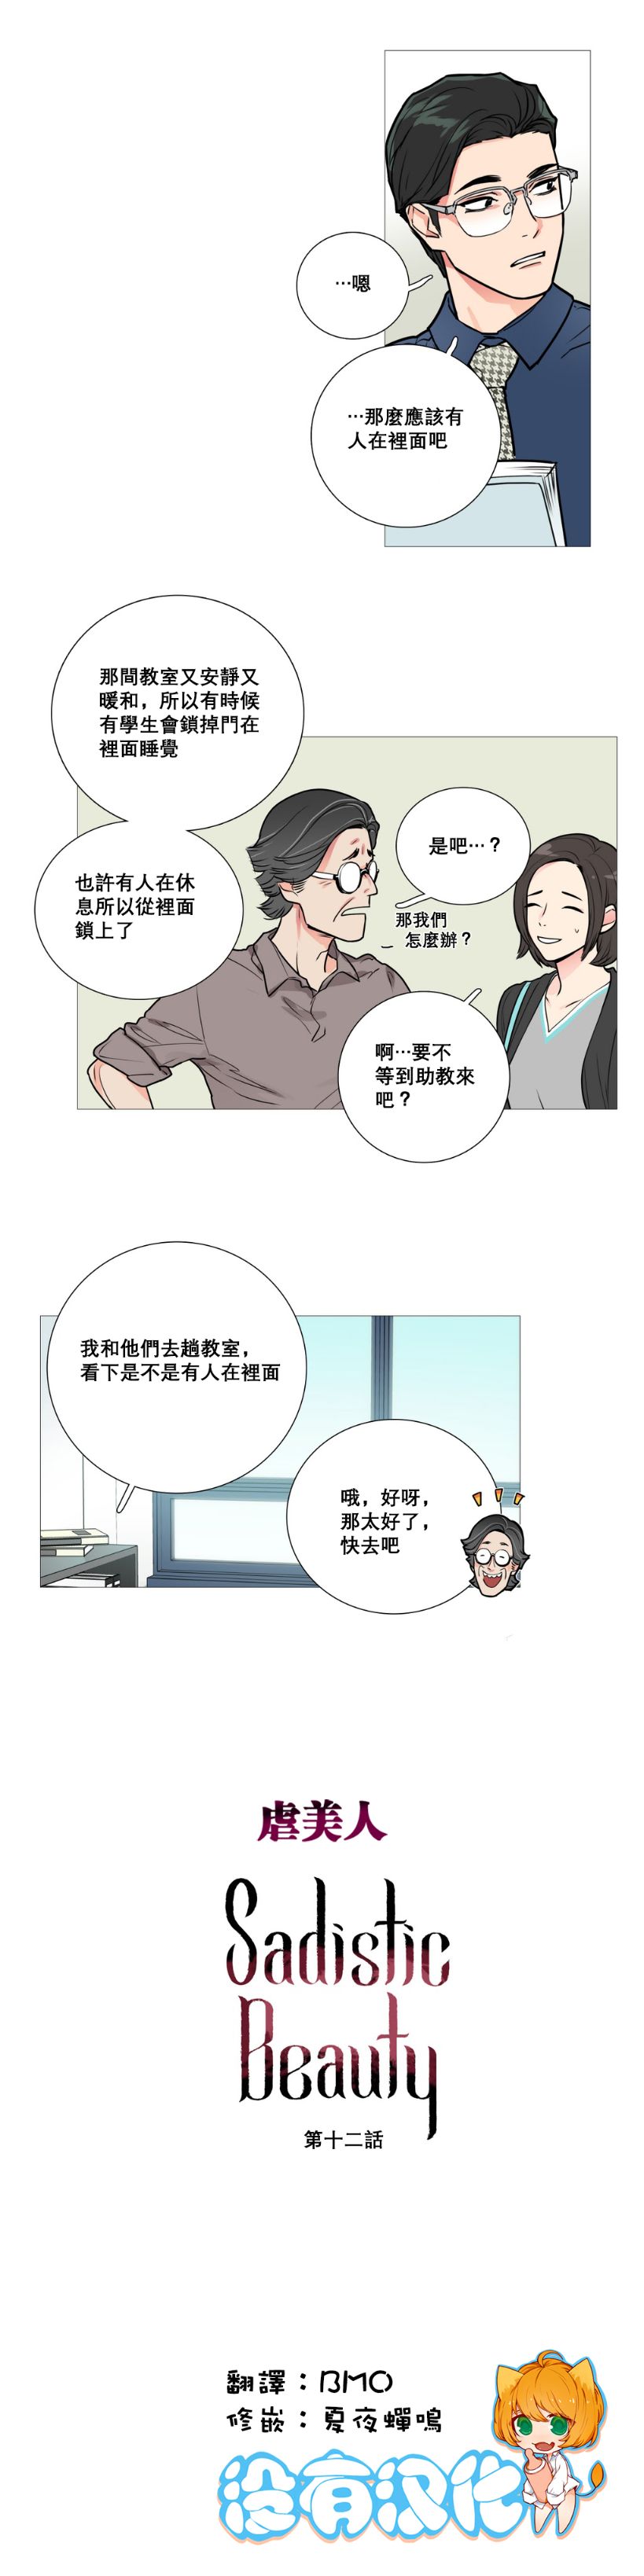 …嗯
…那麼應該有
人在裡面吧
那間教室又安靜又
暖和，所以有時候
有學生會鎖掉門在
裡面睡覺
也許有人在休
息所以從裡面
鎖上了
是吧…？
那我們
怎麼辦？
啊…要不
等到助教來
吧？
我和他們去趟教室，
看下是不是有人在裡面
哦，好呀，
那太好了，
快去吧
虐美人
Sadistic
Beauty
第十二話
翻譯：BMO
修嵌：夏夜蟬鳴
没有汉化